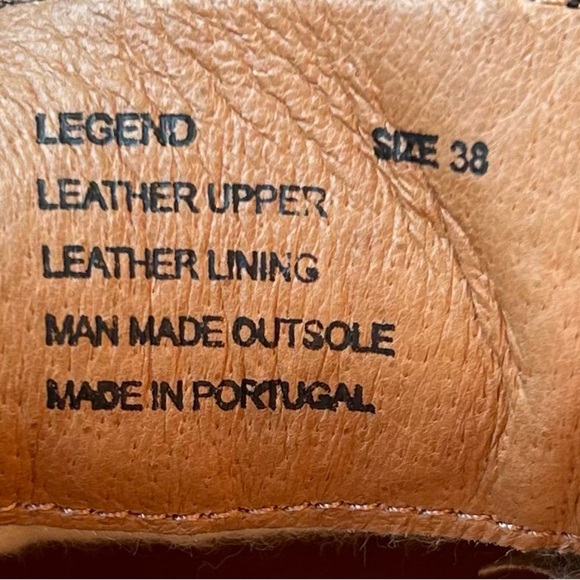 LEGEND SIZE 38
LEATHER UPPER
LEATHER LINING
MAN MADE OUTSOLE
MADE IN PORTUGAL